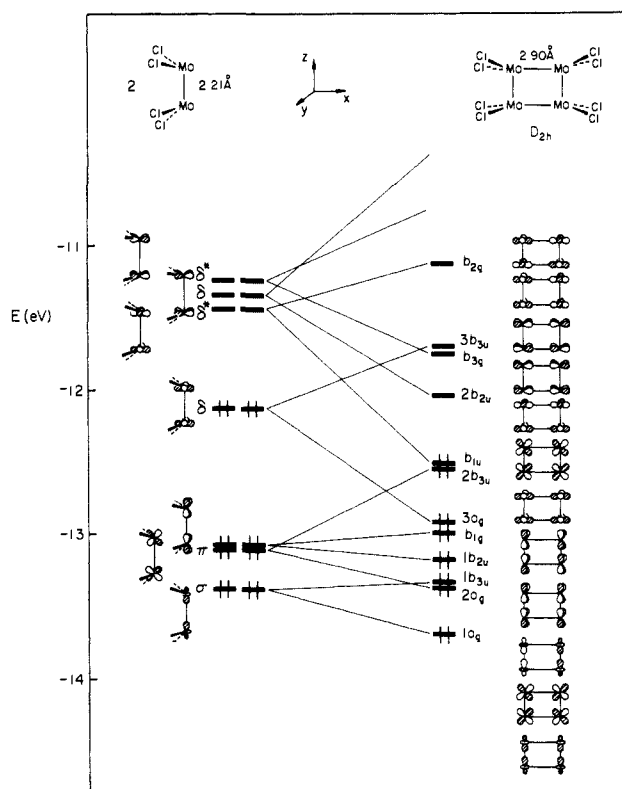 Cl
Cl
Mo
2
2.21Å
Mo
Cl
Cl
z
y
x
2.90Å
Cl
Cl
Mo
Mo
Cl
Cl
Cl
Cl
Mo
Mo
Cl
Cl
D2h
E (eV)
-11
-12
-13
-14
δ*
δ
δ*
δ
π
σ
b2g
3b3u
b3g
2b2u
b1u
2b3u
3ag
b1g
1b2u
1b3u
2ag
1ag